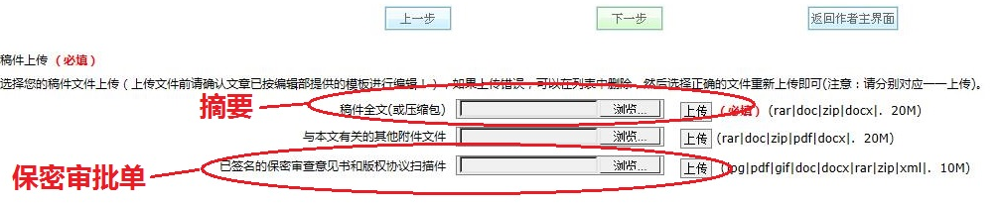 上一步 下一步 返回作者主界面
稿件上传 （必填）
选择您的稿件文件上传（上传文件前请确认文章已按编辑部提供的模板进行编辑！），如果上传错误，可以在列表中删除，然后选择正确的文件重新上传即可(注意：请分别对应一一上传)。
摘要
稿件全文(或压缩包) 浏览... 上传 （必填） (rar|doc|zip|docx|. 20M)
与本文有关的其他附件文件 浏览... 上传 (rar|doc|zip|pdf|docx|. 20M)
已签名的保密审查意见书和版权协议扫描件 浏览... 上传 (jpg|pdf|gif|doc|docx|rar|zip|xml|. 10M)
保密审批单